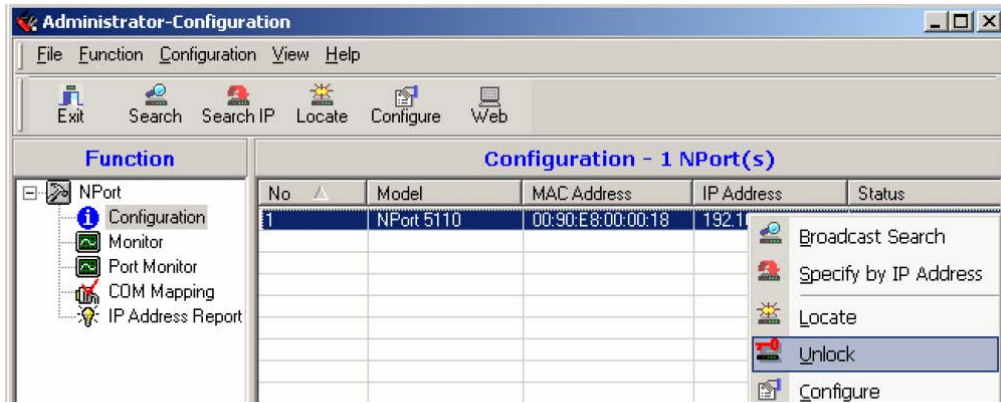 Administrator-Configuration
File Function Configuration View Help
Exit Search Search IP Locate Configure Web
Function
Configuration - 1 NPort(s)
NPort
Configuration
Monitor
Port Monitor
COM Mapping
IP Address Report
No Model MAC Address IP Address Status
1 NPort 5110 00:90:E8:00:00:18
Broadcast Search
Specify by IP Address
Locate
Unlock
Configure